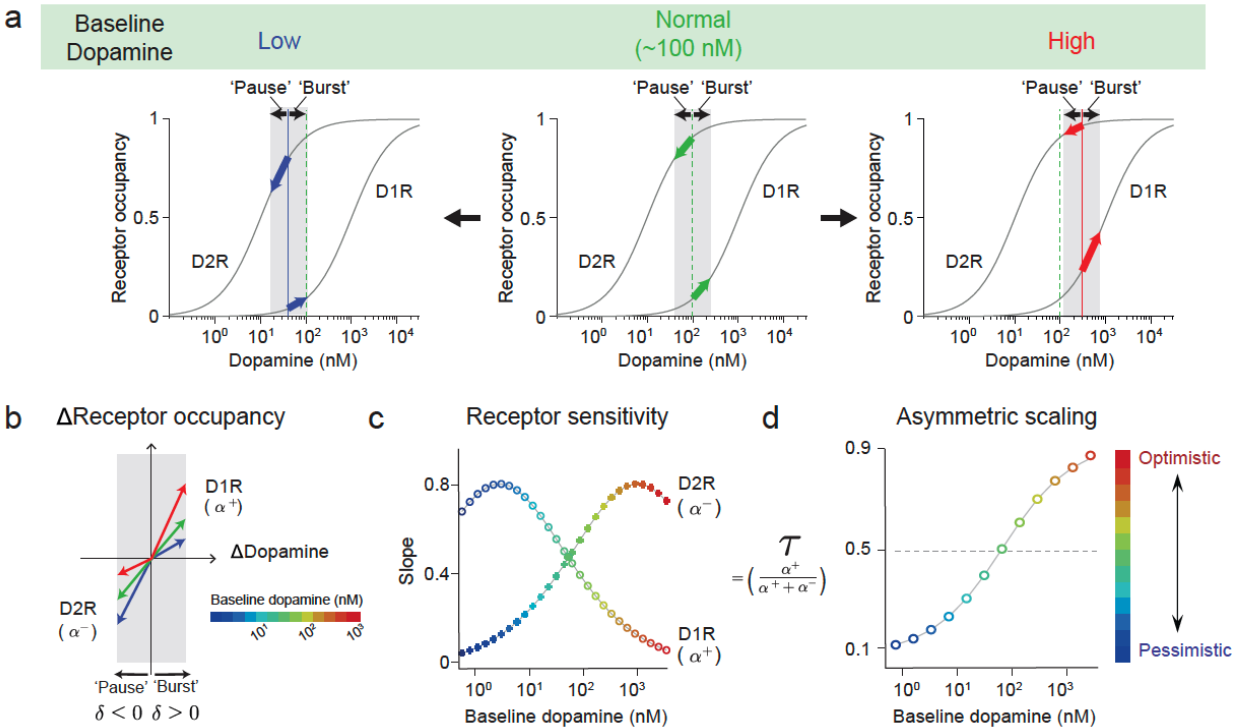 a
Baseline
Dopamine
Low
Normal
(~100 nM)
High
'Pause' 'Burst'
Receptor occupancy
1
0.5
0
D2R
D1R
10⁰ 10¹ 10² 10³ 10⁴
Dopamine (nM)
'Pause' 'Burst'
Receptor occupancy
1
0.5
0
D2R
D1R
10⁰ 10¹ 10² 10³ 10⁴
Dopamine (nM)
'Pause' 'Burst'
Receptor occupancy
1
0.5
0
D2R
D1R
10⁰ 10¹ 10² 10³ 10⁴
Dopamine (nM)
b
ΔReceptor occupancy
D1R
(α⁺)
ΔDopamine
D2R
(α⁻)
Baseline dopamine (nM)
10¹ 10² 10³
'Pause' 'Burst'
δ < 0 δ > 0
c
Receptor sensitivity
Slope
0.8
0.4
0
D2R
(α⁻)
D1R
(α⁺)
10⁰ 10¹ 10² 10³
Baseline dopamine (nM)
d
Asymmetric scaling
τ
= (α⁺ / (α⁺ + α⁻))
0.9
0.5
0.1
10⁰ 10¹ 10² 10³
Baseline dopamine (nM)
Optimistic
Pessimistic